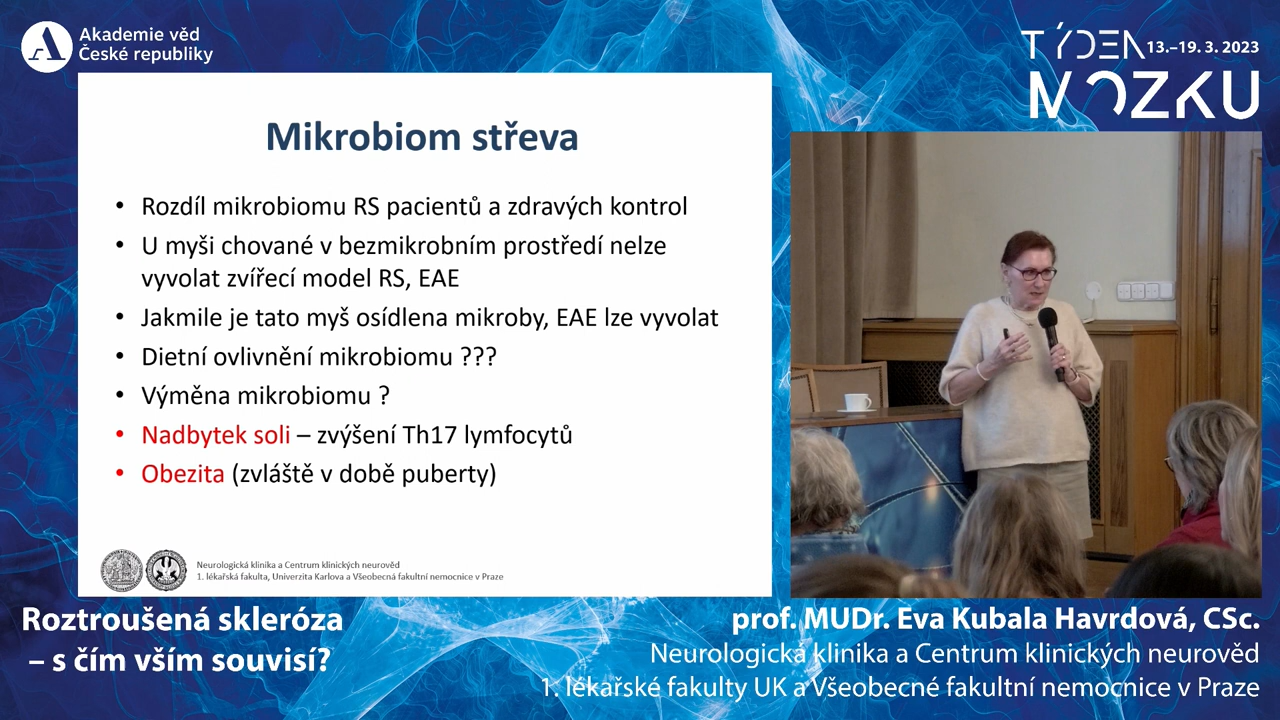 Akademie věd
České republiky
TÝDEN 13.–19. 3. 2023
MOZKU
Mikrobiom střeva
• Rozdíl mikrobiomu RS pacientů a zdravých kontrol
• U myši chované v bezmikrobním prostředí nelze
vyvolat zvířecí model RS, EAE
• Jakmile je tato myš osídlena mikroby, EAE lze vyvolat
• Dietní ovlivnění mikrobiomu ???
• Výměna mikrobiomu ?
• Nadbytek soli – zvýšení Th17 lymfocytů
• Obezita (zvláště v době puberty)
Neurologická klinika a Centrum klinických neurověd
1. lékařská fakulta, Univerzita Karlova a Všeobecná fakultní nemocnice v Praze
Roztroušená skleróza
– s čím vším souvisí?
prof. MUDr. Eva Kubala Havrdová, CSc.
Neurologická klinika a Centrum klinických neurověd
1. lékařské fakulty UK a Všeobecné fakultní nemocnice v Praze